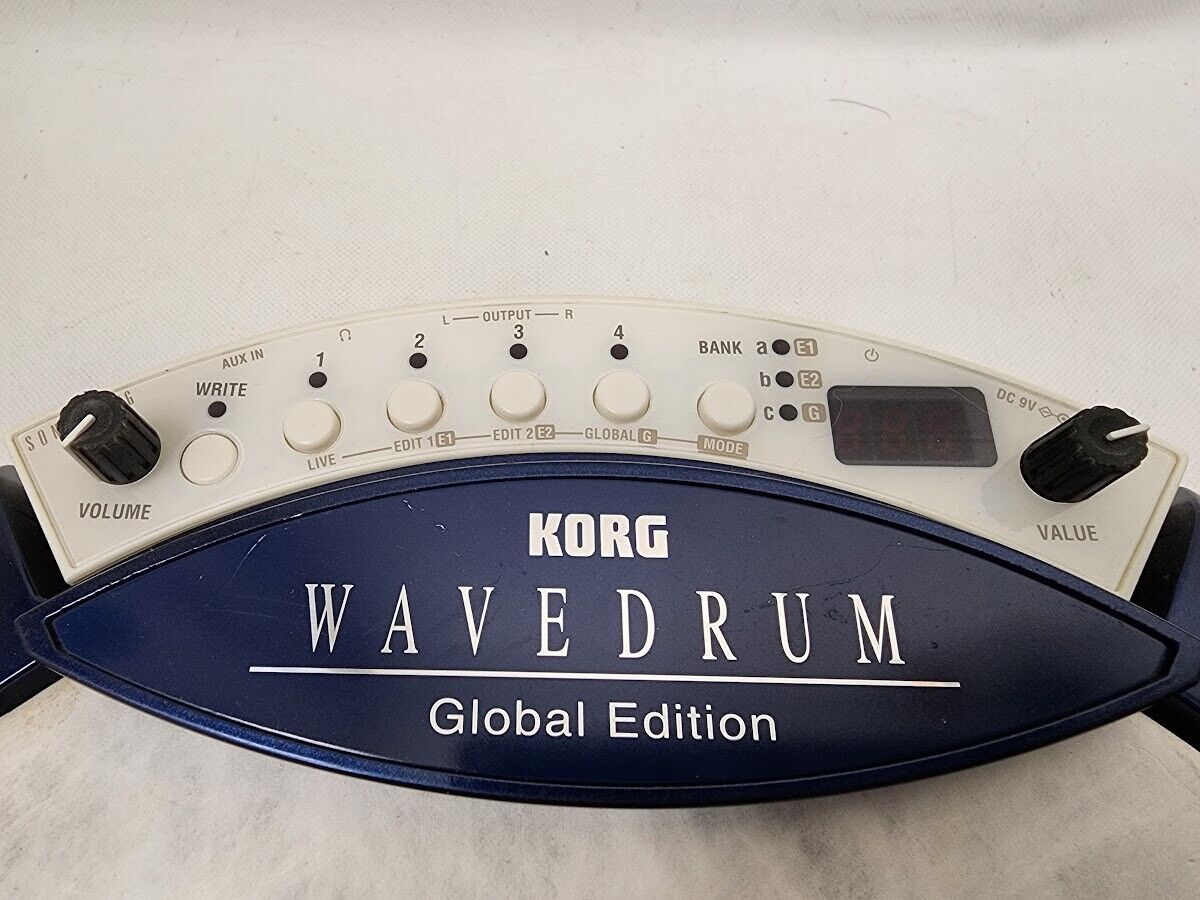 L OUTPUT R
AUX IN
1 2 3 4
BANK a E1
b E2
c G
WRITE
DC 9V
LIVE EDIT 1 E1 EDIT 2 E2 GLOBAL G MODE
VOLUME
VALUE
KORG
WAVEDRUM
Global Edition